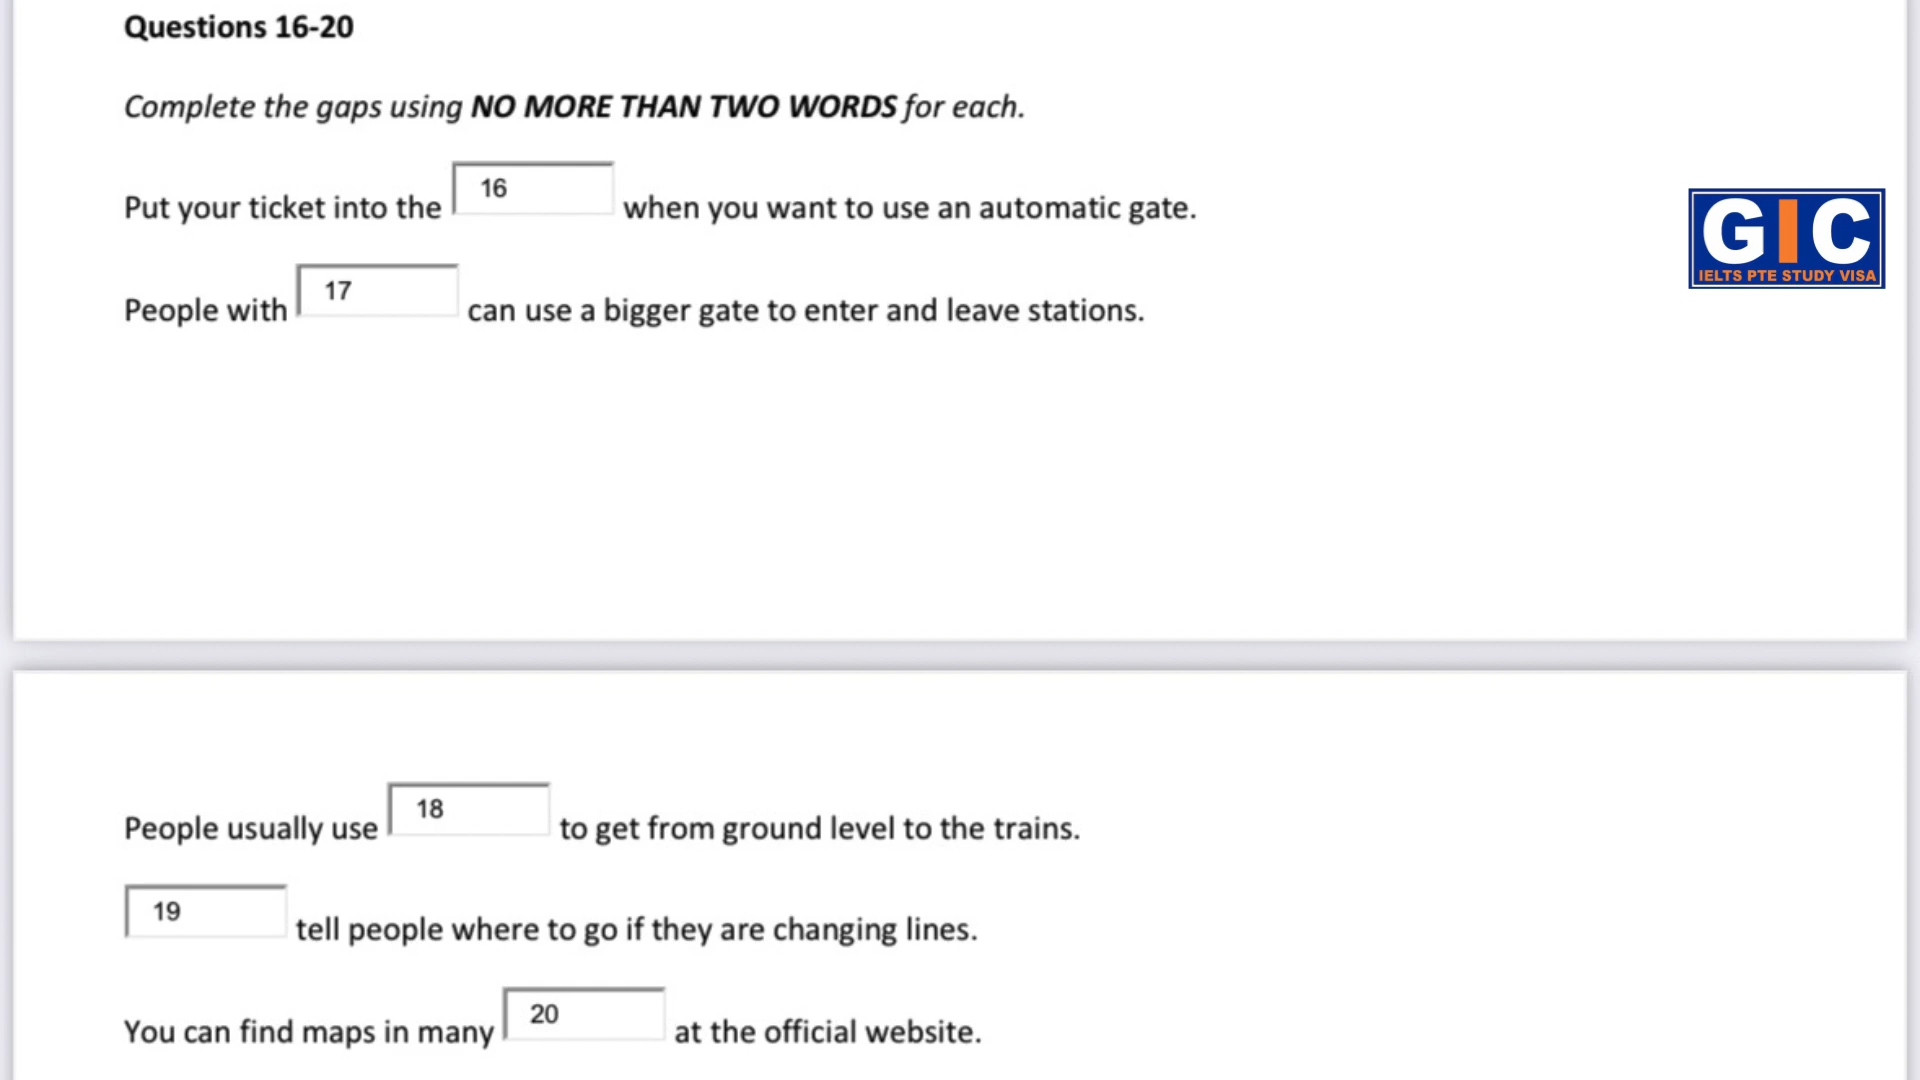 Questions 16-20
Complete the gaps using NO MORE THAN TWO WORDS for each.
Put your ticket into the 16 when you want to use an automatic gate.
GIC
IELTS PTE STUDY VISA
People with 17 can use a bigger gate to enter and leave stations.
People usually use 18 to get from ground level to the trains.
19 tell people where to go if they are changing lines.
You can find maps in many 20 at the official website.